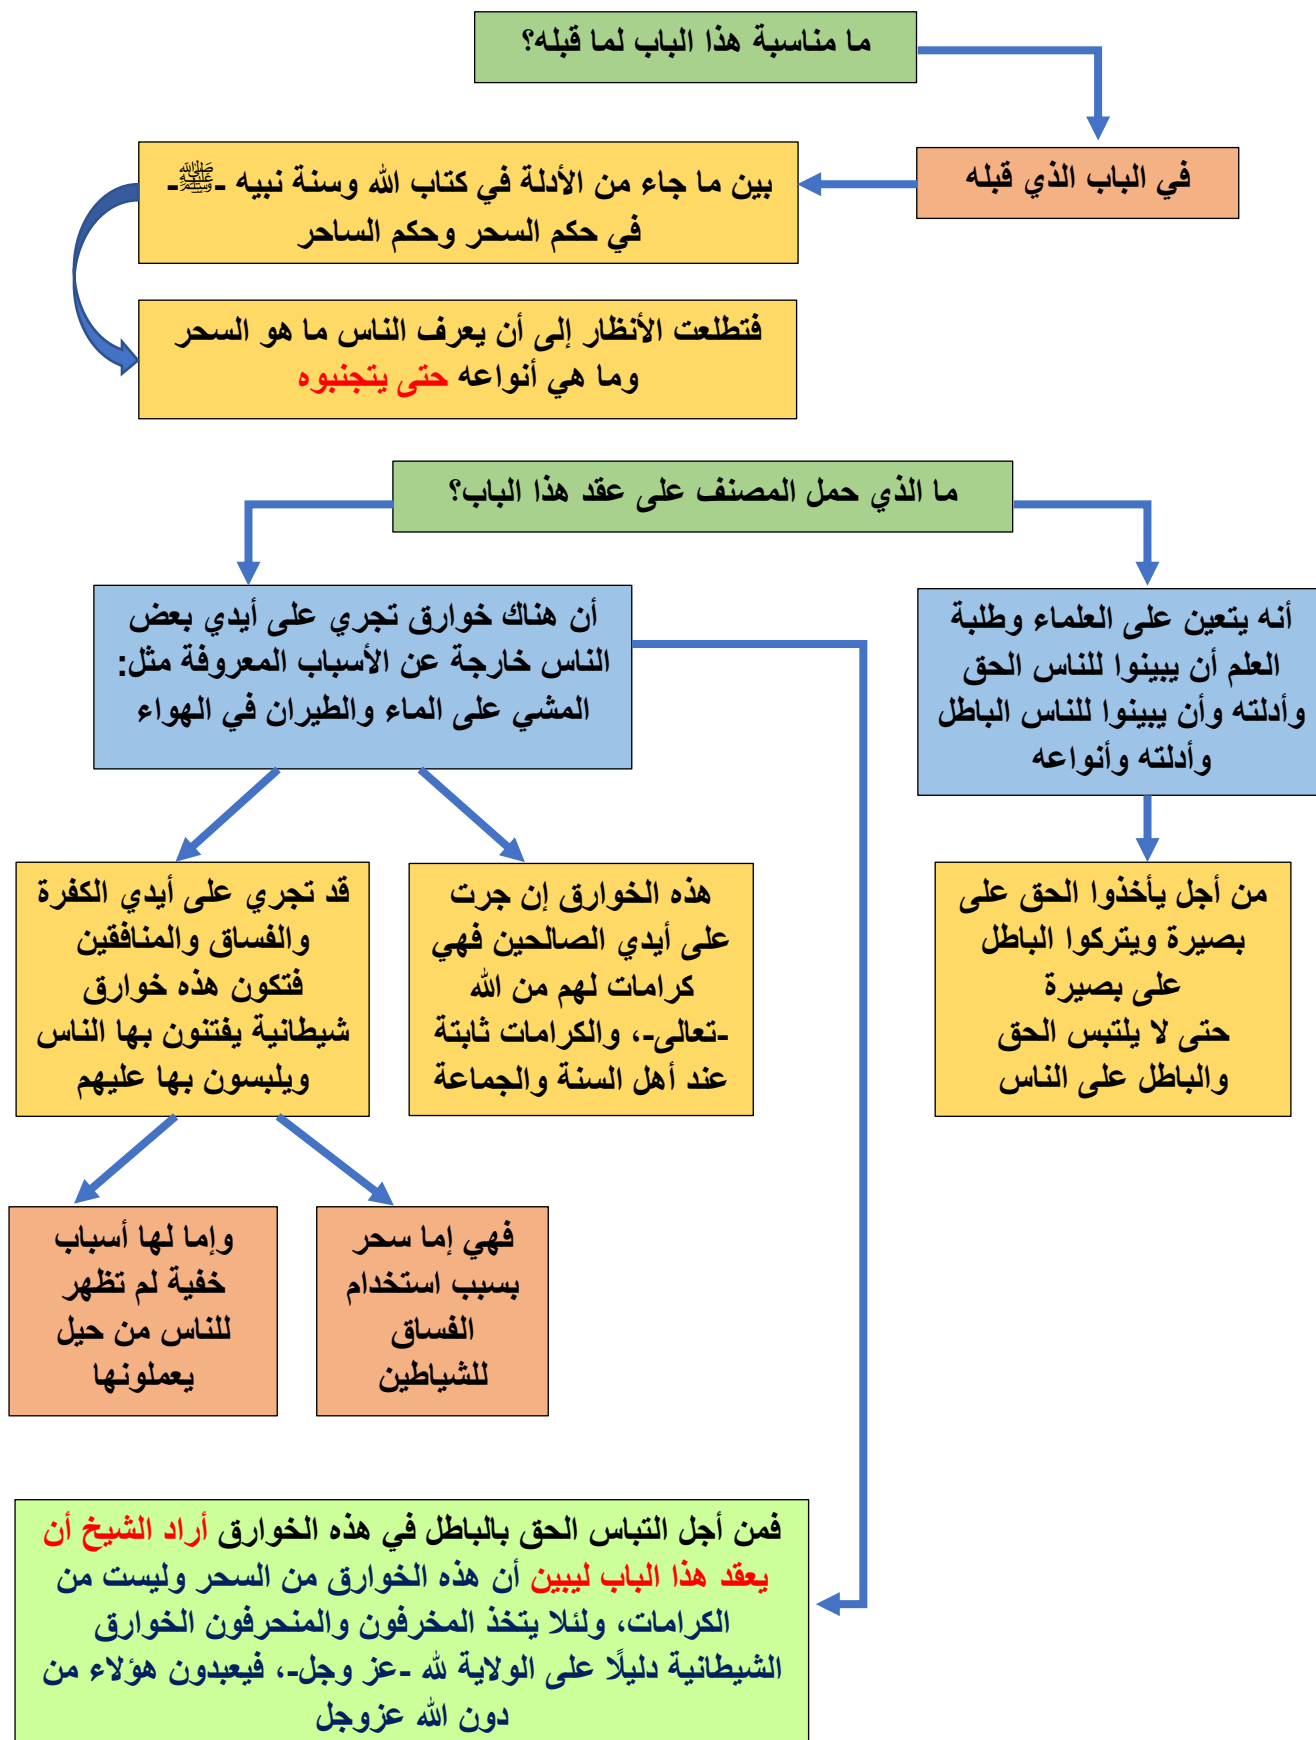 ما مناسبة هذا الباب لما قبله؟
في الباب الذي قبله
بين ما جاء من الأدلة في كتاب الله وسنة نبيه -ﷺ-
في حكم السحر وحكم الساحر
فتطلعت الأنظار إلى أن يعرف الناس ما هو السحر
وما هي أنواعه حتى يتجنبوه
ما الذي حمل المصنف على عقد هذا الباب؟
أنه يتعين على العلماء وطلبة
العلم أن يبينوا للناس الحق
وأدلته وأن يبينوا للناس الباطل
وأدلته وأنواعه
من أجل يأخذوا الحق على
بصيرة ويتركوا الباطل
على بصيرة
حتى لا يلتبس الحق
والباطل على الناس
أن هناك خوارق تجري على أيدي بعض
الناس خارجة عن الأسباب المعروفة مثل:
المشي على الماء والطيران في الهواء
هذه الخوارق إن جرت
على أيدي الصالحين فهي
كرامات لهم من الله
-تعالى-، والكرامات ثابتة
عند أهل السنة والجماعة
قد تجري على أيدي الكفرة
والفساق والمنافقين
فتكون هذه خوارق
شيطانية يفتنون بها الناس
ويلبسون بها عليهم
فهي إما سحر
بسبب استخدام
الفساق
للشياطين
وإما لها أسباب
خفية لم تظهر
للناس من حيل
يعملونها
فمن أجل التباس الحق بالباطل في هذه الخوارق أراد الشيخ أن
يعقد هذا الباب ليبين أن هذه الخوارق من السحر وليست من
الكرامات، ولئلا يتخذ المخرفون والمنحرفون الخوارق
الشيطانية دليلًا على الولاية لله -عز وجل-، فيعبدون هؤلاء من
دون الله عزوجل